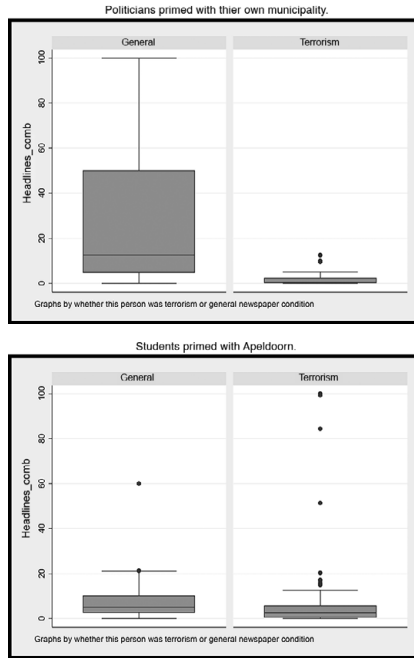 Politicians primed with thier own municipality.
General Terrorism
Headlines_comb
100
80
60
40
20
0
Graphs by whether this person was terrorism or general newspaper condition
Students primed with Apeldoorn.
General Terrorism
Headlines_comb
100
80
60
40
20
0
Graphs by whether this person was terrorism or general newspaper condition